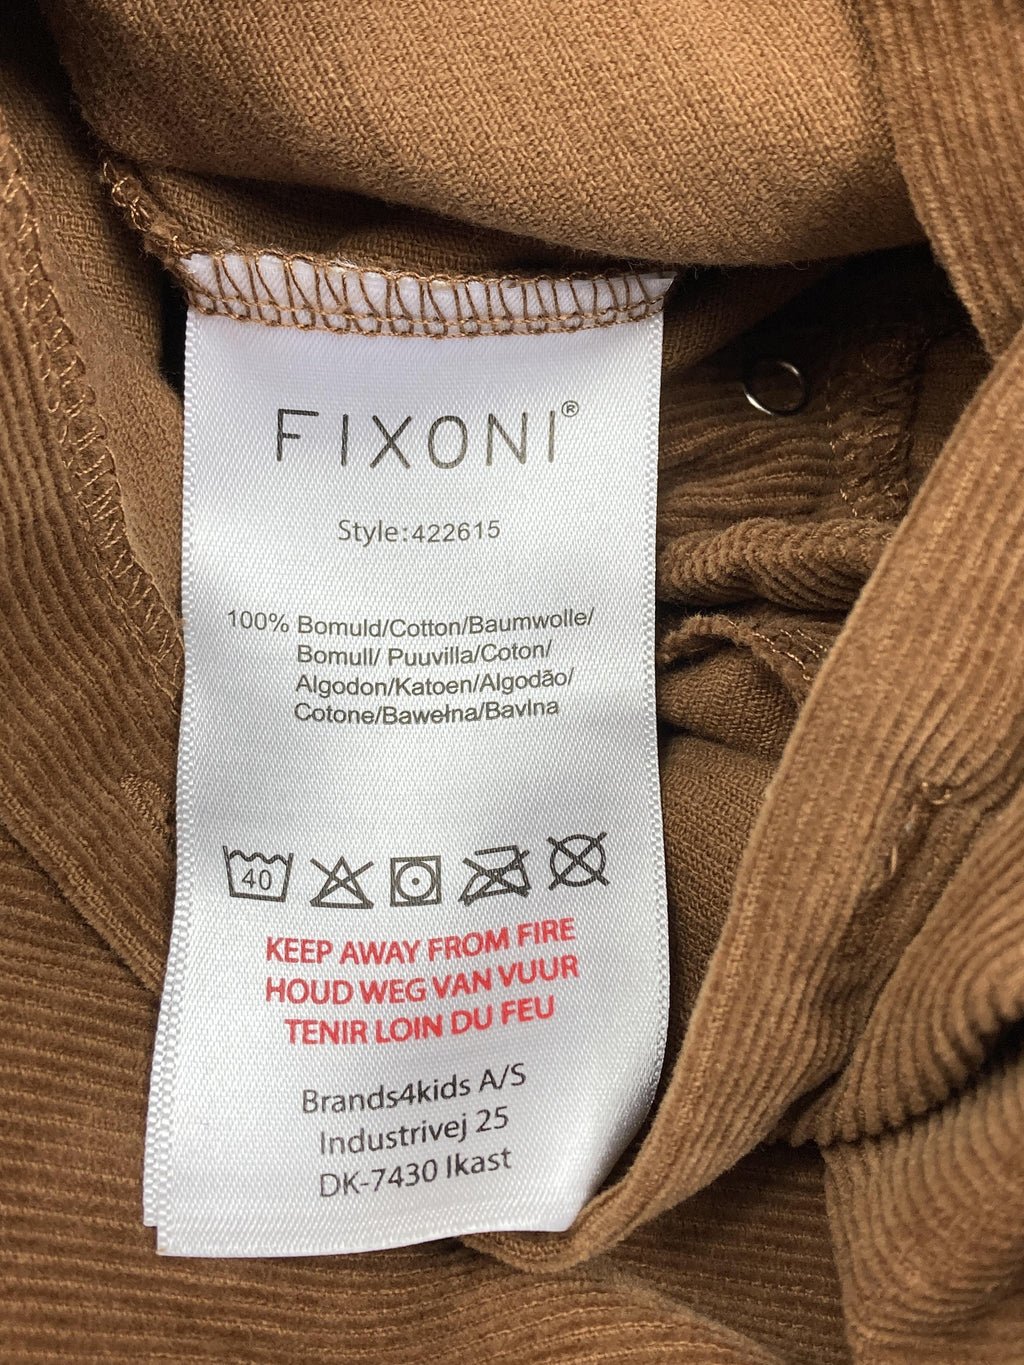 FIXONI®
Style:422615
100% Bomuld/Cotton/Baumwolle/
Bomull/ Puuvilla/Coton/
Algodon/Katoen/Algodão/
Cotone/Bawełna/Bavlna
40
KEEP AWAY FROM FIRE
HOUD WEG VAN VUUR
TENIR LOIN DU FEU
Brands4kids A/S
Industrivej 25
DK-7430 Ikast